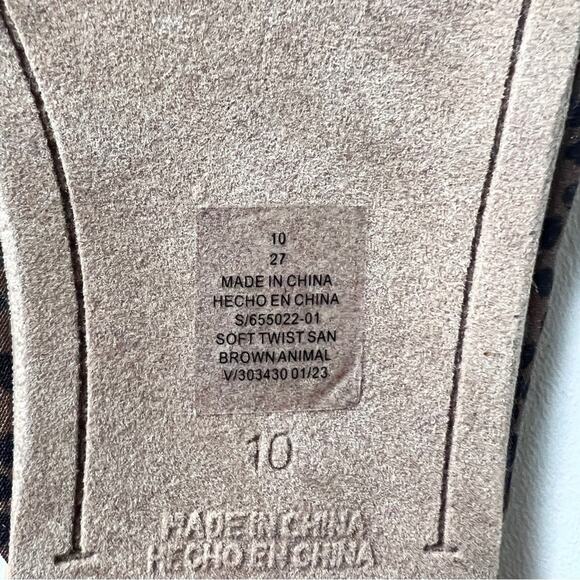 10
27
MADE IN CHINA
HECHO EN CHINA
S/655022-01
SOFT TWIST SAN
BROWN ANIMAL
V/303430 01/23
10
MADE IN CHINA
HECHO EN CHINA